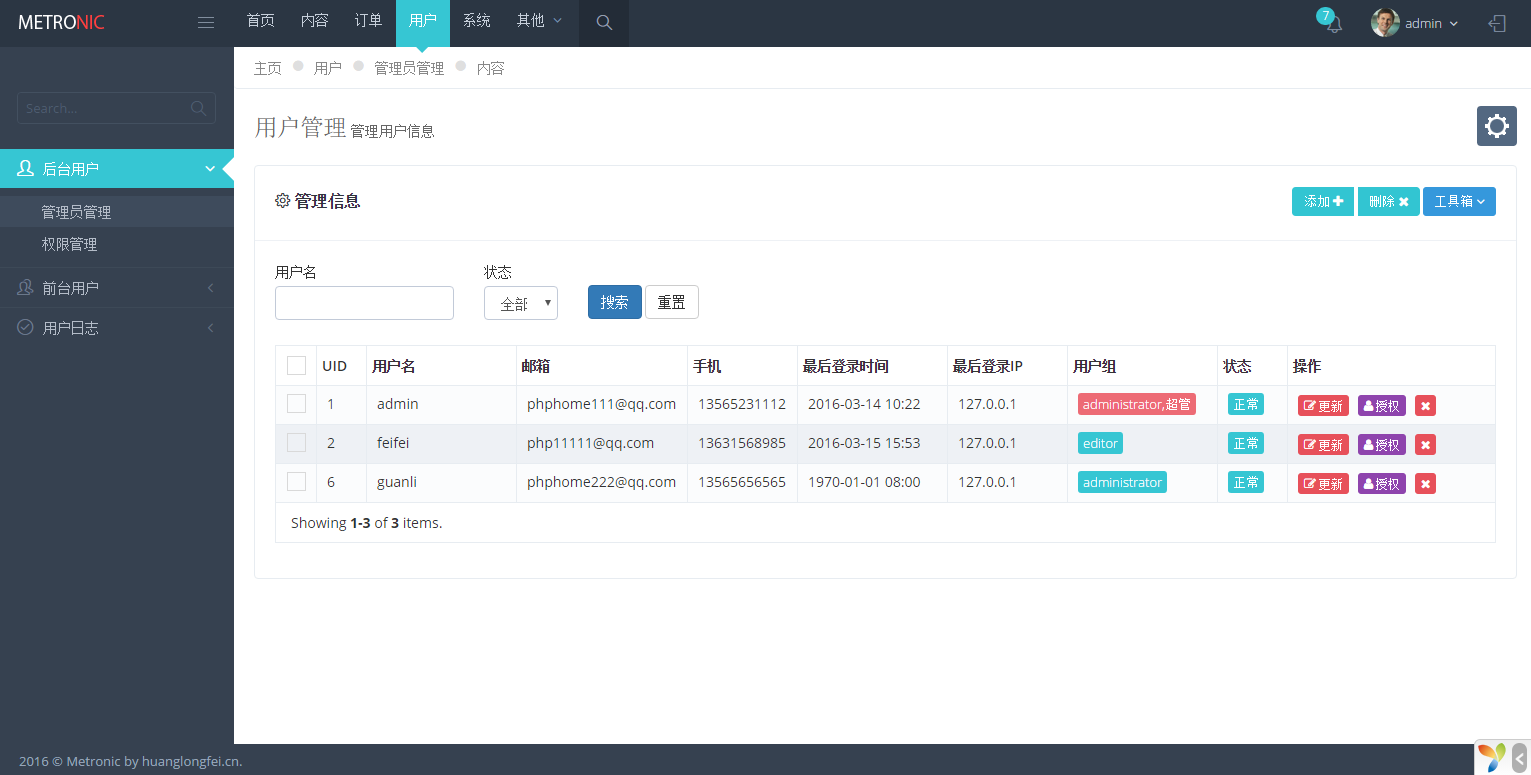 METRONIC 首页 内容 订单 用户 系统 其他 7 admin
主页 用户 管理员管理 内容
Search...
用户管理 管理用户信息
后台用户
管理员管理
权限管理
前台用户
用户日志
管理信息 添加 删除 工具箱
用户名 状态
全部 搜索 重置
UID 用户名 邮箱 手机 最后登录时间 最后登录IP 用户组 状态 操作
1 admin phphome111@qq.com 13565231112 2016-03-14 10:22 127.0.0.1 administrator,超管 正常 更新 授权
2 feifei php11111@qq.com 13631568985 2016-03-15 15:53 127.0.0.1 editor 正常 更新 授权
6 guanli phphome222@qq.com 13565656565 1970-01-01 08:00 127.0.0.1 administrator 正常 更新 授权
Showing 1-3 of 3 items.
2016 © Metronic by huanglongfei.cn.